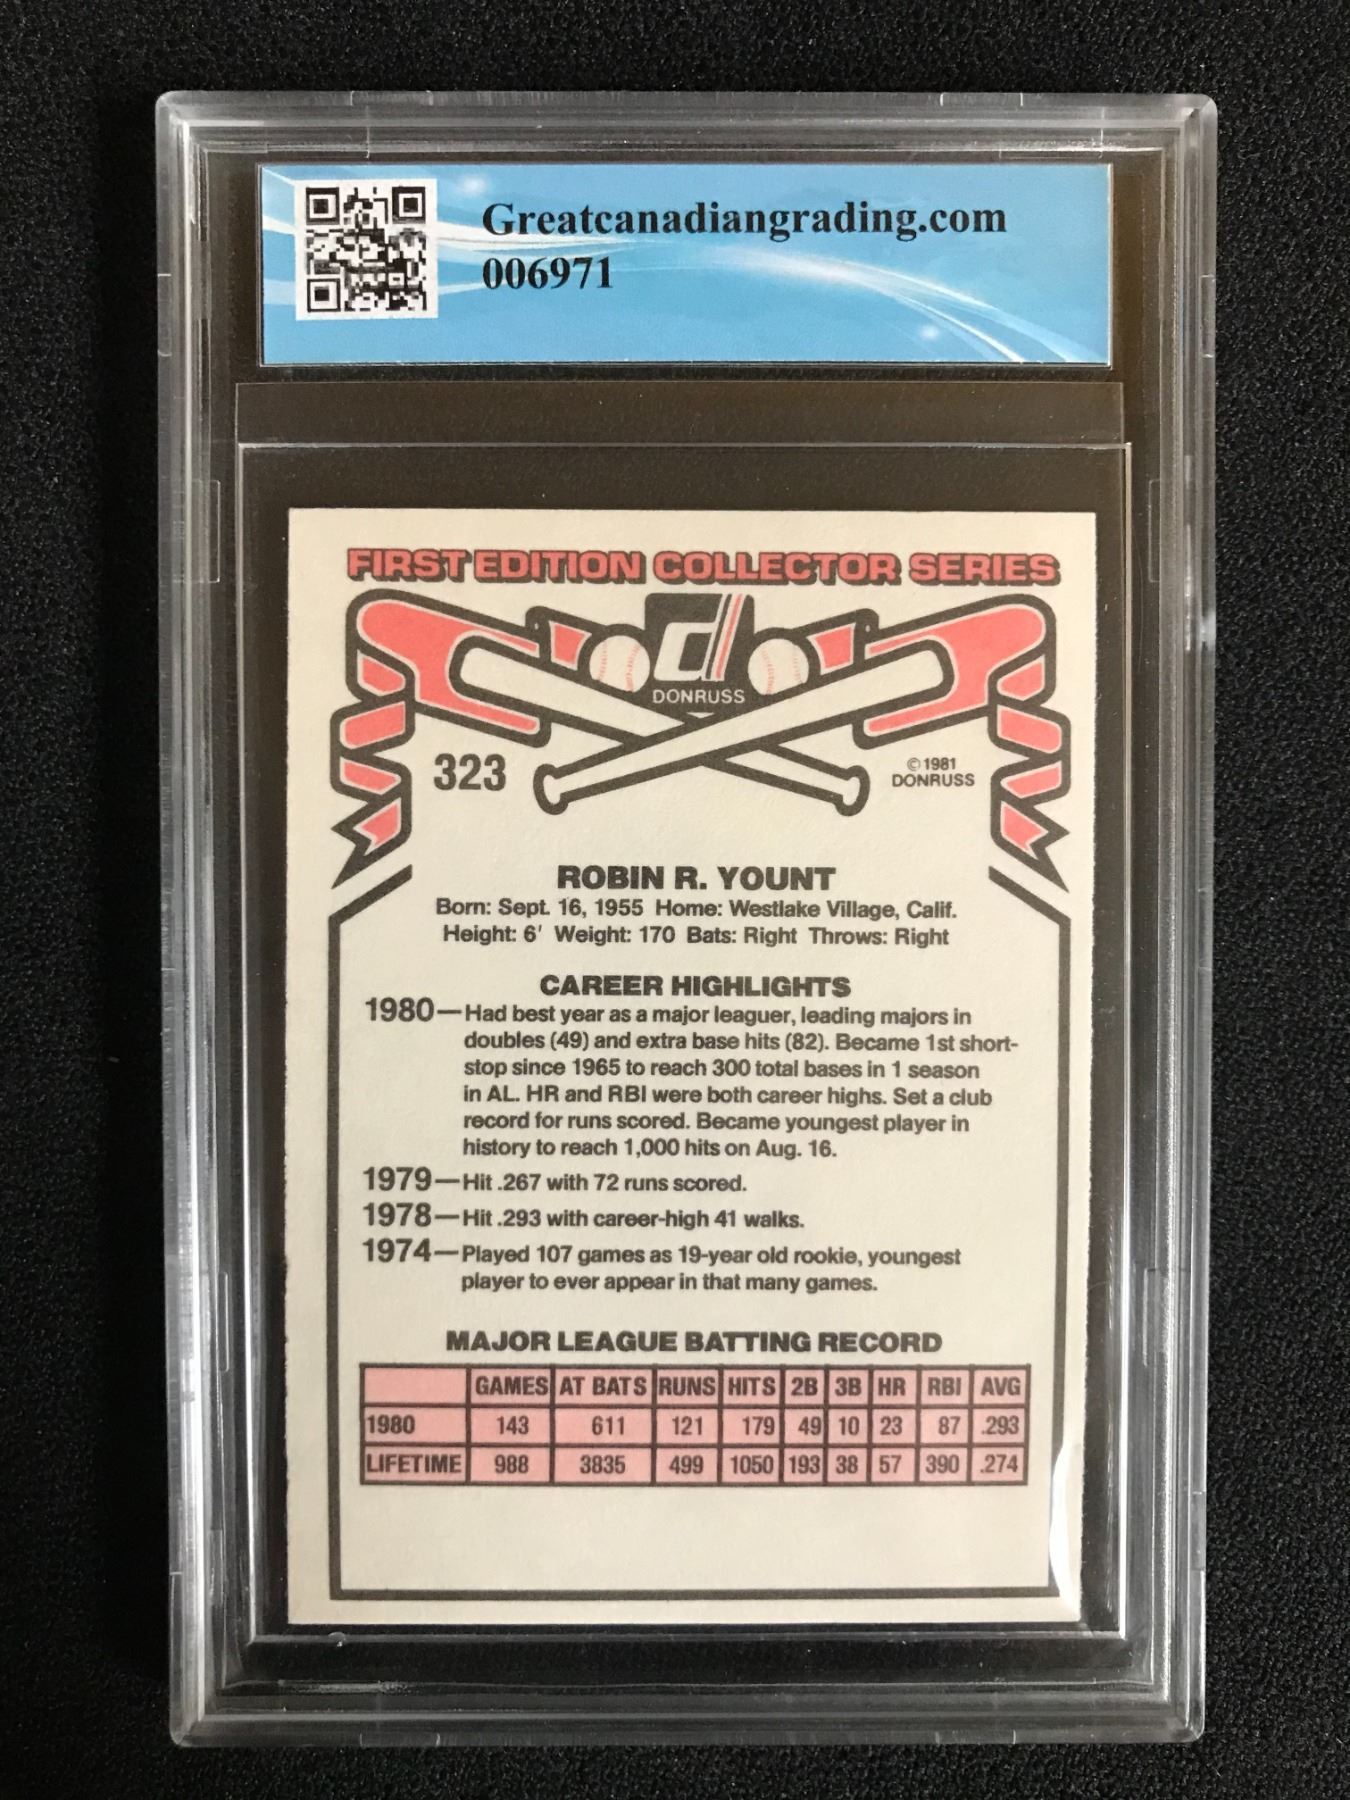 Greatcanadiangrading.com
006971
FIRST EDITION COLLECTOR SERIES
d
DONRUSS
323
©1981
DONRUSS
ROBIN R. YOUNT
Born: Sept. 16, 1955 Home: Westlake Village, Calif.
Height: 6' Weight: 170 Bats: Right Throws: Right
CAREER HIGHLIGHTS
1980—Had best year as a major leaguer, leading majors in
doubles (49) and extra base hits (82). Became 1st short-
stop since 1965 to reach 300 total bases in 1 season
in AL. HR and RBI were both career highs. Set a club
record for runs scored. Became youngest player in
history to reach 1,000 hits on Aug. 16.
1979—Hit .267 with 72 runs scored.
1978—Hit .293 with career-high 41 walks.
1974—Played 107 games as 19-year old rookie, youngest
player to ever appear in that many games.
MAJOR LEAGUE BATTING RECORD
GAMES AT BATS RUNS HITS 2B 3B HR RBI AVG
1980 143 611 121 179 49 10 23 87 .293
LIFETIME 988 3835 499 1050 193 38 57 390 .274